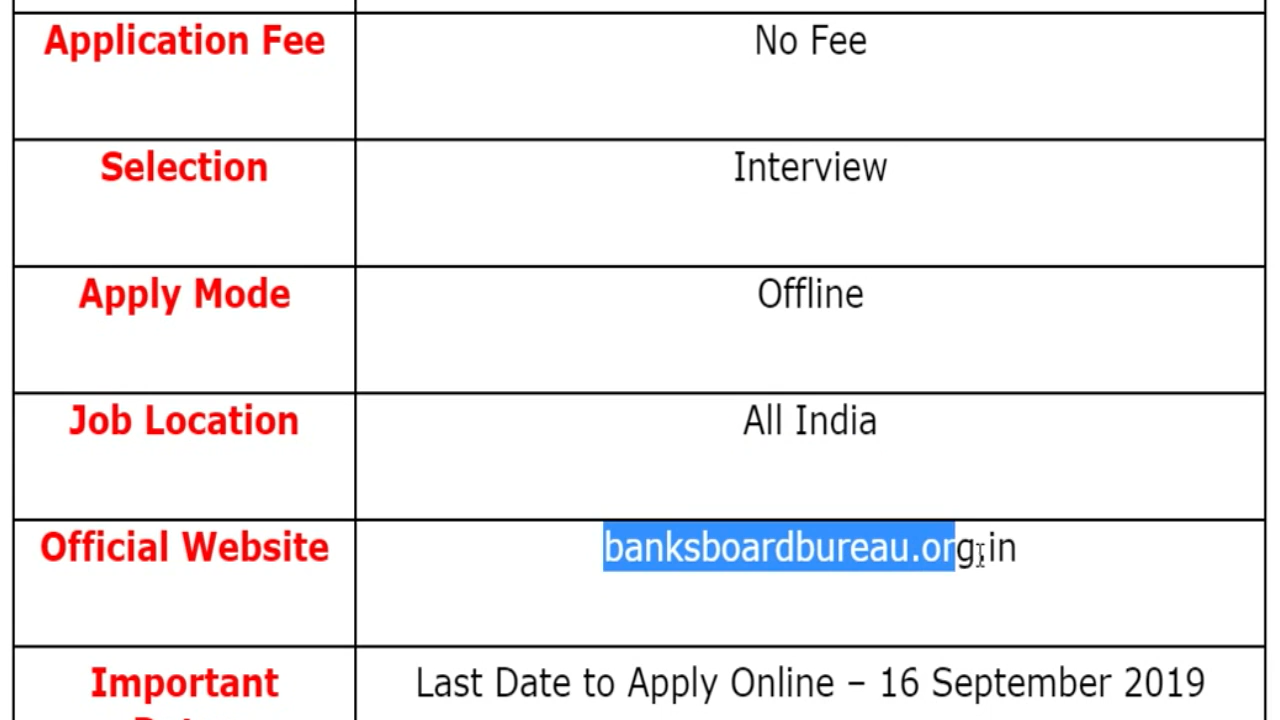 Application Fee No Fee
Selection Interview
Apply Mode Offline
Job Location All India
Official Website banksboardbureau.org.in
Important Last Date to Apply Online – 16 September 2019